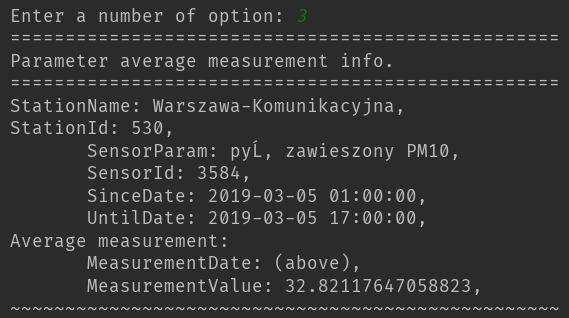 Enter a number of option: 3
==================================================
Parameter average measurement info.
==================================================
StationName: Warszawa-Komunikacyjna,
StationId: 530,
SensorParam: pyĹ, zawieszony PM10,
SensorId: 3584,
SinceDate: 2019-03-05 01:00:00,
UntilDate: 2019-03-05 17:00:00,
Average measurement:
MeasurementDate: (above),
MeasurementValue: 32.82117647058823,
~~~~~~~~~~~~~~~~~~~~~~~~~~~~~~~~~~~~~~~~~~~~~~~~~~